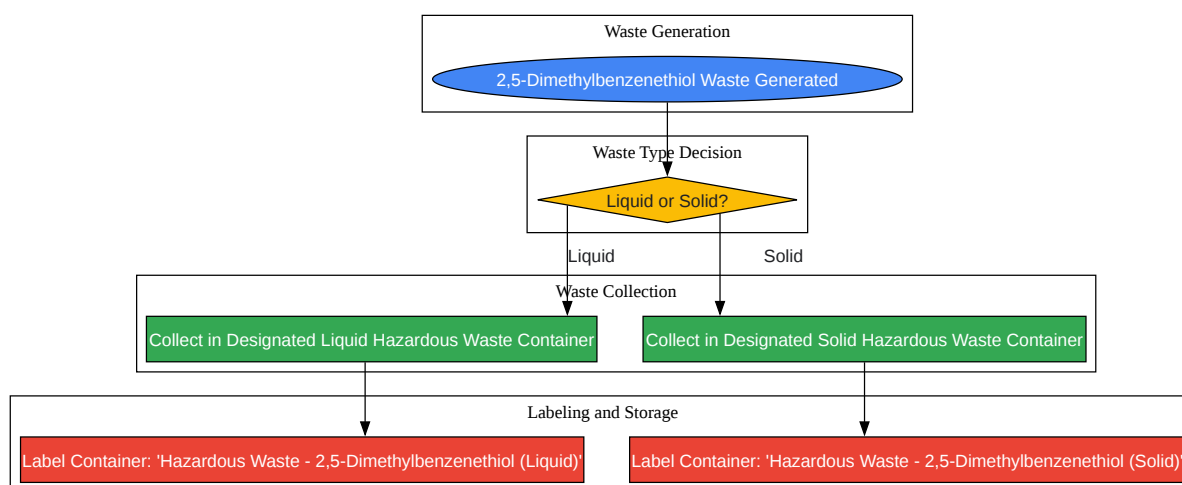 Waste Generation
2,5-Dimethylbenzenethiol Waste Generated
Waste Type Decision
Liquid or Solid?
Liquid
Solid
Waste Collection
Collect in Designated Liquid Hazardous Waste Container
Collect in Designated Solid Hazardous Waste Container
Labeling and Storage
Label Container: 'Hazardous Waste - 2,5-Dimethylbenzenethiol (Liquid)'
Label Container: 'Hazardous Waste - 2,5-Dimethylbenzenethiol (Solid)'